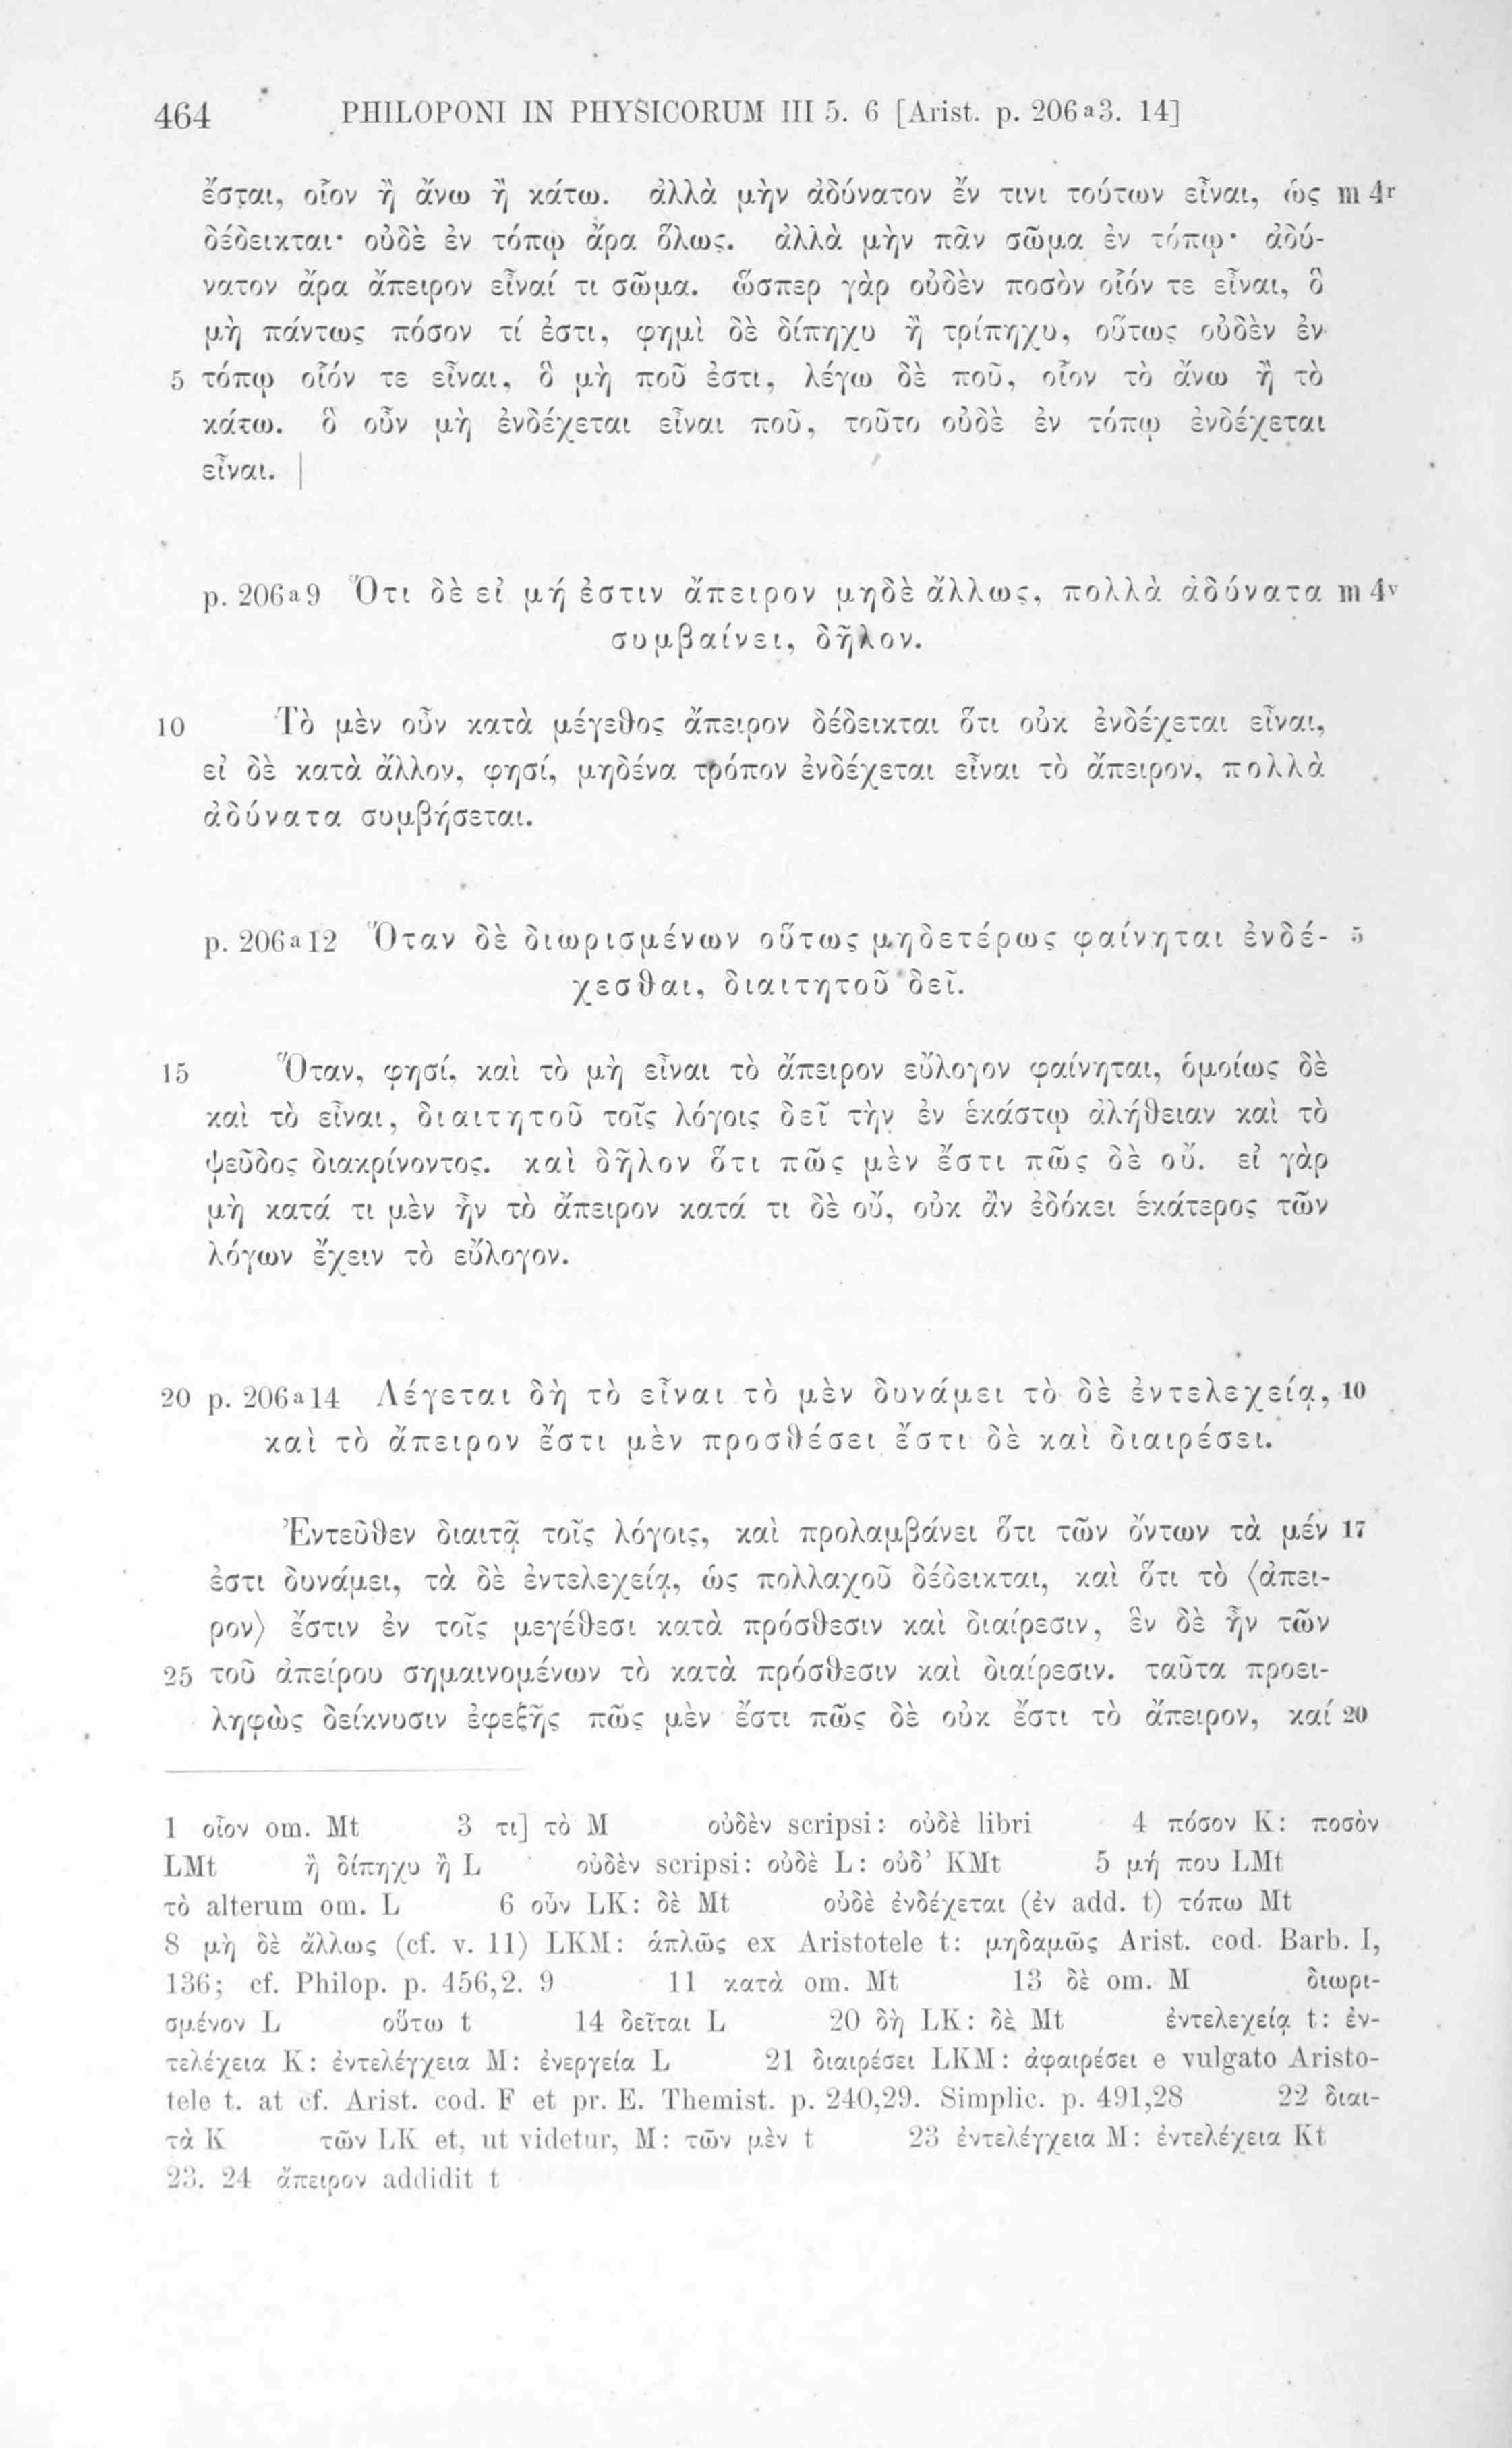 464 PHILOPONI IN PHYSICORUM III 5. 6 [Arist. p. 206ª3. 14]
ἔσται, οἷον ἢ ἄνω ἢ κάτω. ἀλλὰ μὴν ἀδύνατον ἔν τινι τούτων εἶναι, ὡς m 4ʳ
δέδεικται· οὐδὲ ἐν τόπῳ ἄρα ὅλως. ἀλλὰ μὴν πᾶν σῶμα ἐν τόπῳ· ἀδύ-
νατον ἄρα ἄπειρον εἶναί τι σῶμα. ὥσπερ γὰρ οὐδὲν ποσὸν οἷόν τε εἶναι, ὃ
μὴ πάντως πόσον τί ἐστι, φημὶ δὲ δίπηχυ ἢ τρίπηχυ, οὕτως οὐδὲν ἐν
5 τόπῳ οἷόν τε εἶναι, ὃ μὴ ποῦ ἐστι, λέγω δὲ ποῦ, οἷον τὸ ἄνω ἢ τὸ
κάτω. ὃ οὖν μὴ ἐνδέχεται εἶναι ποῦ, τοῦτο οὐδὲ ἐν τόπῳ ἐνδέχεται
εἶναι. |
p. 206ª9 Ὅτι δὲ εἰ μή ἐστιν ἄπειρον μηδὲ ἄλλως, πολλὰ ἀδύνατα m 4ᵛ
συμβαίνει, δῆλον.
10 Τὸ μὲν οὖν κατὰ μέγεθος ἄπειρον δέδεικται ὅτι οὐκ ἐνδέχεται εἶναι,
εἰ δὲ κατὰ ἄλλον, φησί, μηδένα τρόπον ἐνδέχεται εἶναι τὸ ἄπειρον, πολλὰ
ἀδύνατα συμβήσεται.
p. 206ª12 Ὅταν δὲ διωρισμένων οὕτως μηδετέρως φαίνηται ἐνδέ- 5
χεσθαι, διαιτητοῦ δεῖ.
15 Ὅταν, φησί, καὶ τὸ μὴ εἶναι τὸ ἄπειρον εὔλογον φαίνηται, ὁμοίως δὲ
καὶ τὸ εἶναι, διαιτητοῦ τοῖς λόγοις δεῖ τὴν ἐν ἑκάστῳ ἀλήθειαν καὶ τὸ
ψεῦδος διακρίνοντος. καὶ δῆλον ὅτι πῶς μὲν ἔστι πῶς δὲ οὔ. εἰ γὰρ
μὴ κατά τι μὲν ἦν τὸ ἄπειρον κατά τι δὲ οὔ, οὐκ ἂν ἐδόκει ἑκάτερος τῶν
λόγων ἔχειν τὸ εὔλογον.
20 p. 206ª14 Λέγεται δὴ τὸ εἶναι τὸ μὲν δυνάμει τὸ δὲ ἐντελεχείᾳ, 10
καὶ τὸ ἄπειρον ἔστι μὲν προσθέσει ἔστι δὲ καὶ διαιρέσει.
Ἐντεῦθεν διαιτᾷ τοῖς λόγοις, καὶ προλαμβάνει ὅτι τῶν ὄντων τὰ μέν 17
ἐστι δυνάμει, τὰ δὲ ἐντελεχείᾳ, ὡς πολλαχοῦ δέδεικται, καὶ ὅτι τὸ ⟨ἄπει-
ρον⟩ ἔστιν ἐν τοῖς μεγέθεσι κατὰ πρόσθεσιν καὶ διαίρεσιν, ἓν δὲ ἦν τῶν
25 τοῦ ἀπείρου σημαινομένων τὸ κατὰ πρόσθεσιν καὶ διαίρεσιν. ταῦτα προει-
ληφὼς δείκνυσιν ἐφεξῆς πῶς μὲν ἔστι πῶς δὲ οὐκ ἔστι τὸ ἄπειρον, καί 20
1 οἷον om. Mt 3 τι] τὸ M οὐδὲν scripsi: οὐδὲ libri 4 πόσον K: ποσὸν
LMt ἢ δίπηχυ ἢ L οὐδὲν scripsi: οὐδὲ L: οὐδ’ KMt 5 μή που LMt
τὸ alterum om. L 6 οὖν LK: δὲ Mt οὐδὲ ἐνδέχεται (ἐν add. t) τόπω Mt
8 μὴ δὲ ἄλλως (cf. v. 11) LKM: ἁπλῶς ex Aristotele t: μηδαμῶς Arist. cod. Barb. I,
136; cf. Philop. p. 456,2. 9 11 κατὰ om. Mt 13 δὲ om. M διωρι-
σμένον L οὕτω t 14 δεῖται L 20 δὴ LK: δὲ Mt ἐντελεχείᾳ t: ἐν-
τελέχεια K: ἐντελέγχεια M: ἐνεργεία L 21 διαιρέσει LKM: ἀφαιρέσει e vulgato Aristo-
tele t. at cf. Arist. cod. F et pr. E. Themist. p. 240,29. Simplic. p. 491,28 22 διαι-
τὰ K τῶν LK et, ut videtur, M: τῶν μὲν t 23 ἐντελέγχεια M: ἐντελέχεια Kt
23. 24 ἄπειρον addidit t